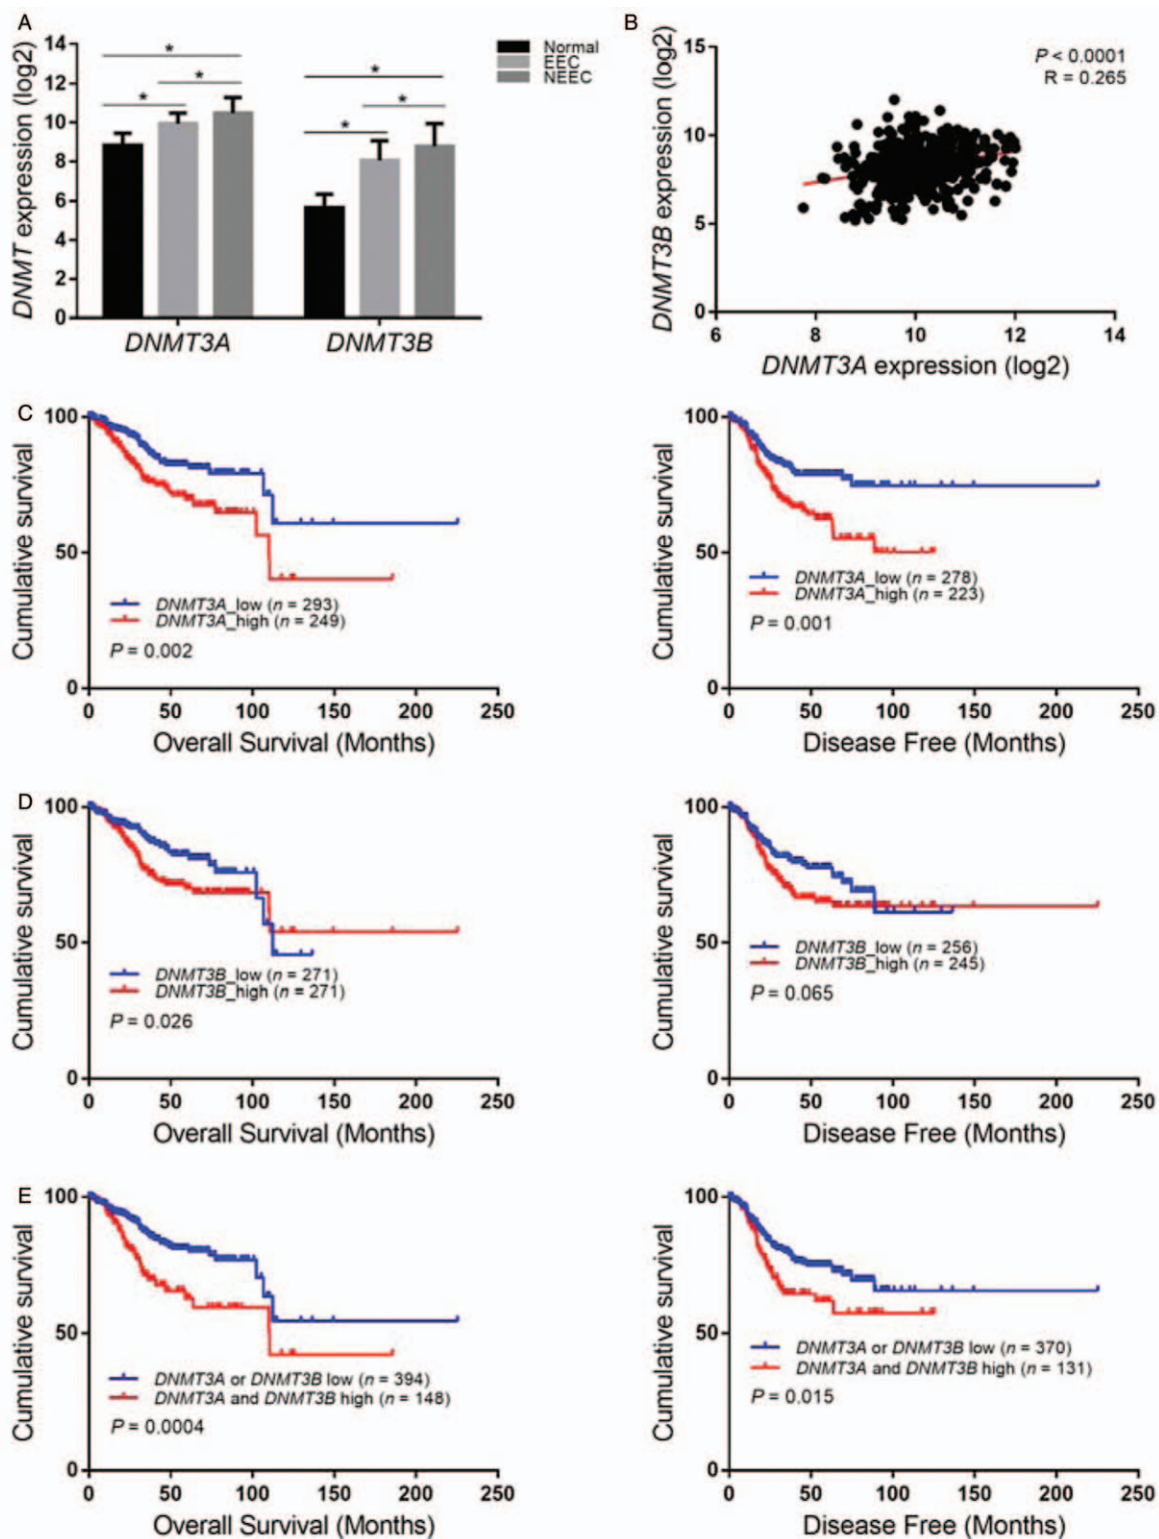 A
DNMT expression (log2)
14
12
10
8
6
4
2
0
*
*
*
*
*
*
DNMT3A
DNMT3B
Normal
EEC
NEEC
B
DNMT3B expression (log2)
15
10
5
0
6
8
10
12
14
DNMT3A expression (log2)
P < 0.0001
R = 0.265
C
Cumulative survival
100
50
0
DNMT3A_low (n = 293)
DNMT3A_high (n = 249)
P = 0.002
0 50 100 150 200 250
Overall Survival (Months)
Cumulative survival
100
50
0
DNMT3A_low (n = 278)
DNMT3A_high (n = 223)
P = 0.001
0 50 100 150 200 250
Disease Free (Months)
D
Cumulative survival
100
50
0
DNMT3B_low (n = 271)
DNMT3B_high (n = 271)
P = 0.026
0 50 100 150 200 250
Overall Survival (Months)
Cumulative survival
100
50
0
DNMT3B_low (n = 256)
DNMT3B_high (n = 245)
P = 0.065
0 50 100 150 200 250
Disease Free (Months)
E
Cumulative survival
100
50
0
DNMT3A or DNMT3B low (n = 394)
DNMT3A and DNMT3B high (n = 148)
P = 0.0004
0 50 100 150 200 250
Overall Survival (Months)
Cumulative survival
100
50
0
DNMT3A or DNMT3B low (n = 370)
DNMT3A and DNMT3B high (n = 131)
P = 0.015
0 50 100 150 200 250
Disease Free (Months)